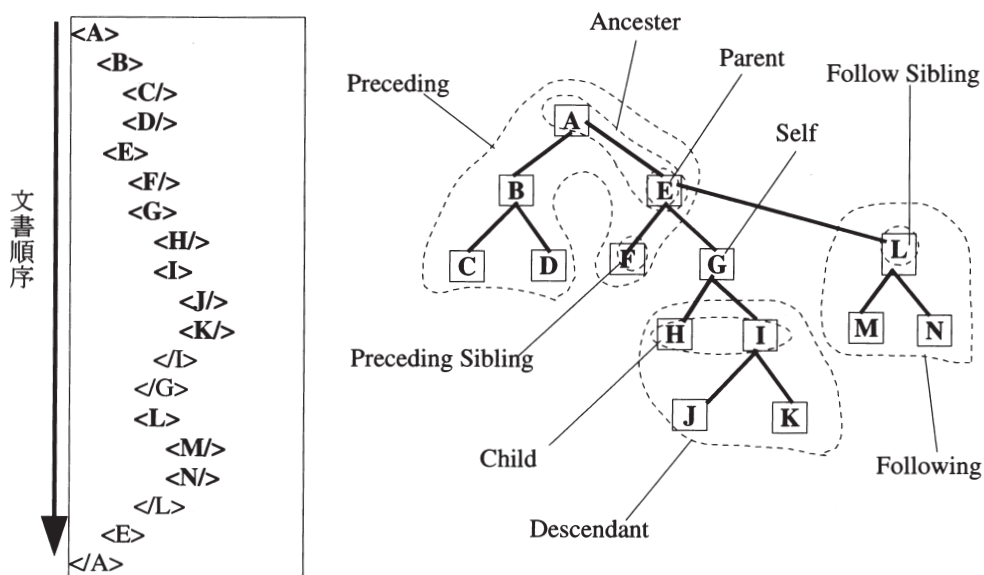 文書順序
<A>
<B>
<C/>
<D/>
<E>
<F/>
<G>
<H/>
<I>
<J/>
<K/>
</I>
</G>
<L>
<M/>
<N/>
</L>
<E>
</A>
Ancester
Parent
Preceding
Follow Sibling
Self
A
B
E
C
D
F
G
L
H
I
M
N
Preceding Sibling
J
K
Child
Following
Descendant